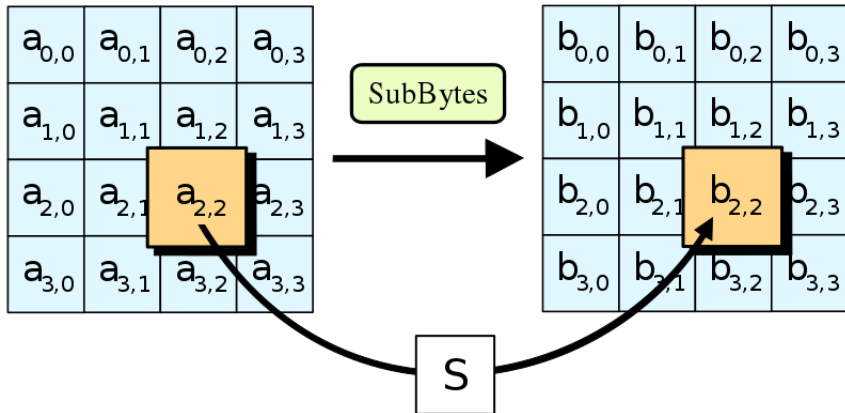 a0,0 a0,1 a0,2 a0,3
a1,0 a1,1 a1,2 a1,3
a2,0 a2,1 a2,2 a2,3
a3,0 a3,1 a3,2 a3,3
SubBytes
b0,0 b0,1 b0,2 b0,3
b1,0 b1,1 b1,2 b1,3
b2,0 b2,1 b2,2 b2,3
b3,0 b3,1 b3,2 b3,3
S